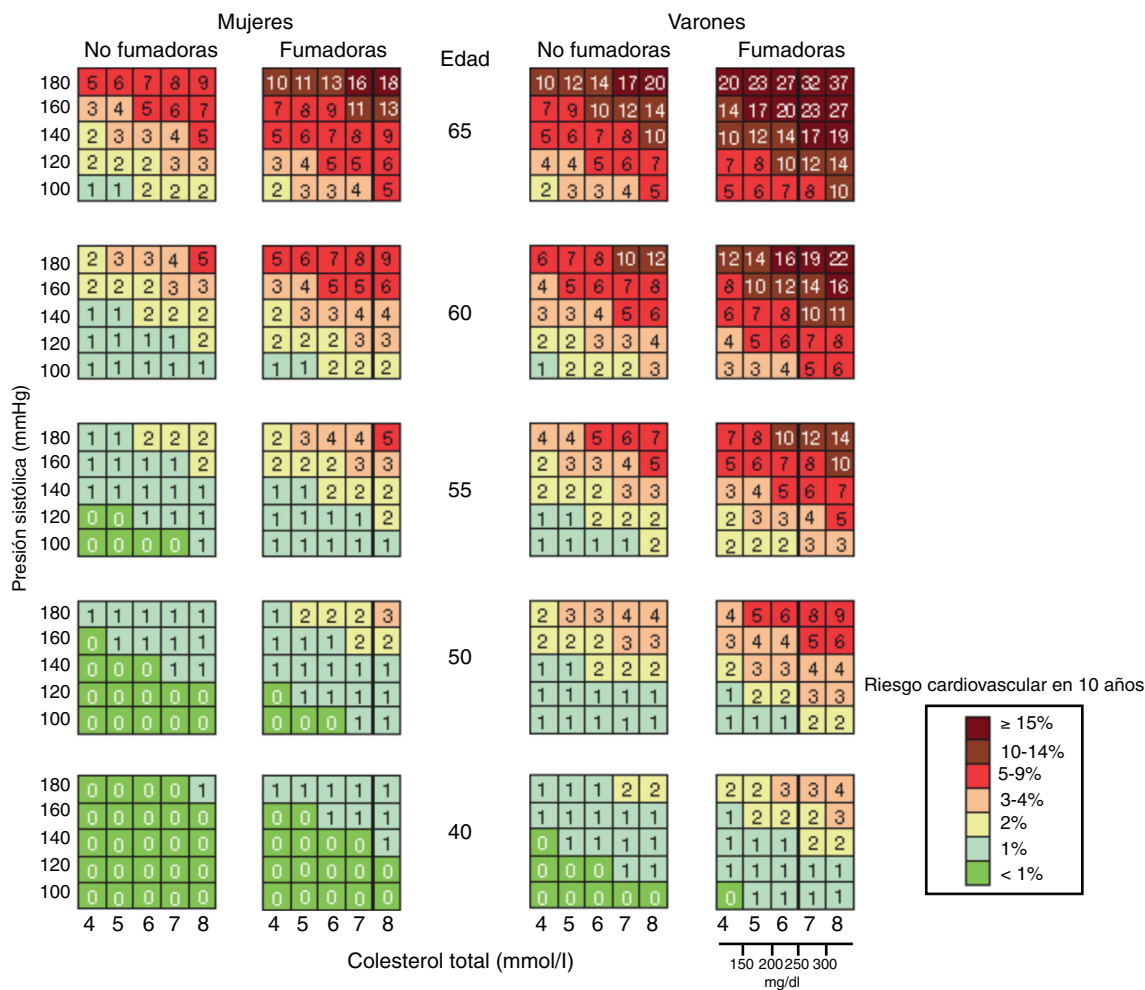 Mujeres Varones
No fumadoras Fumadoras Edad No fumadoras Fumadoras
180 5 6 7 8 9 10 11 13 16 18 10 12 14 17 20 20 23 27 32 37
160 3 4 5 6 7 7 8 9 11 13 7 9 10 12 14 14 17 20 23 27
140 2 3 3 4 5 5 6 7 8 9 65 5 6 7 8 10 10 12 14 17 19
120 2 2 2 3 3 3 4 5 5 6 4 4 5 6 7 7 8 10 12 14
100 1 1 2 2 2 2 3 3 4 5 2 3 3 4 5 5 6 7 8 10
180 2 3 3 4 5 5 6 7 8 9 6 7 8 10 12 12 14 16 19 22
160 2 2 2 3 3 3 4 5 5 6 4 5 6 7 8 8 10 12 14 16
140 1 1 2 2 2 2 3 3 4 4 60 3 3 4 5 6 6 7 8 10 11
120 1 1 1 1 2 2 2 2 3 3 2 2 3 3 4 4 5 6 7 8
100 1 1 1 1 1 1 1 2 2 2 1 2 2 2 3 3 3 4 5 6
180 1 1 2 2 2 2 3 4 4 5 4 4 5 6 7 7 8 10 12 14
160 1 1 1 1 2 2 2 2 3 3 2 3 3 4 5 5 6 7 8 10
140 1 1 1 1 1 1 1 2 2 2 55 2 2 2 3 3 3 4 5 6 7
120 0 0 1 1 1 1 1 1 1 2 1 1 2 2 2 2 3 3 4 5
100 0 0 0 0 1 1 1 1 1 1 1 1 1 1 2 2 2 2 3 3
Presión sistólica (mmHg)
180 1 1 1 1 1 1 2 2 2 3 2 3 3 4 4 4 5 6 8 9
160 0 1 1 1 1 1 1 1 2 2 2 2 2 3 3 3 4 4 5 6
140 0 0 0 1 1 1 1 1 1 1 50 1 1 2 2 2 2 3 3 4 4
120 0 0 0 0 0 0 1 1 1 1 1 1 1 1 1 1 2 2 3 3
100 0 0 0 0 0 0 0 0 1 1 1 1 1 1 1 1 1 1 2 2
180 0 0 0 0 1 1 1 1 1 1 1 1 1 2 2 2 2 3 3 4
160 0 0 0 0 0 0 0 1 1 1 1 1 1 1 1 1 2 2 2 3
140 0 0 0 0 0 0 0 0 0 1 40 0 1 1 1 1 1 1 1 2 2
120 0 0 0 0 0 0 0 0 0 0 0 0 0 1 1 1 1 1 1 1
100 0 0 0 0 0 0 0 0 0 0 0 0 0 0 0 0 1 1 1 1
4 5 6 7 8 4 5 6 7 8 4 5 6 7 8 4 5 6 7 8
Colesterol total (mmol/l)
150 200 250 300
mg/dl
Riesgo cardiovascular en 10 años
≥ 15%
10-14%
5-9%
3-4%
2%
1%
< 1%